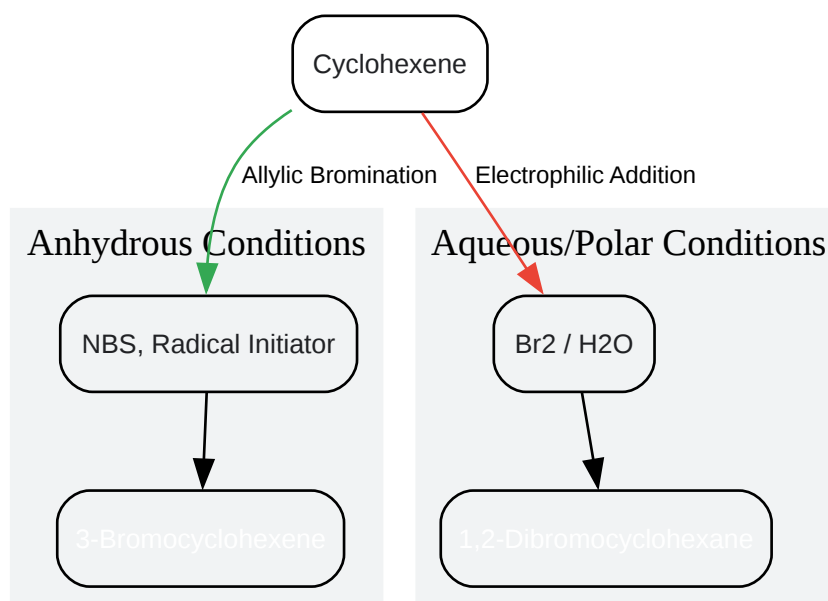 Cyclohexene
Allylic Bromination
Electrophilic Addition
Anhydrous Conditions
Aqueous/Polar Conditions
NBS, Radical Initiator
Br2 / H2O
3-Bromocyclohexene
1,2-Dibromocyclohexane